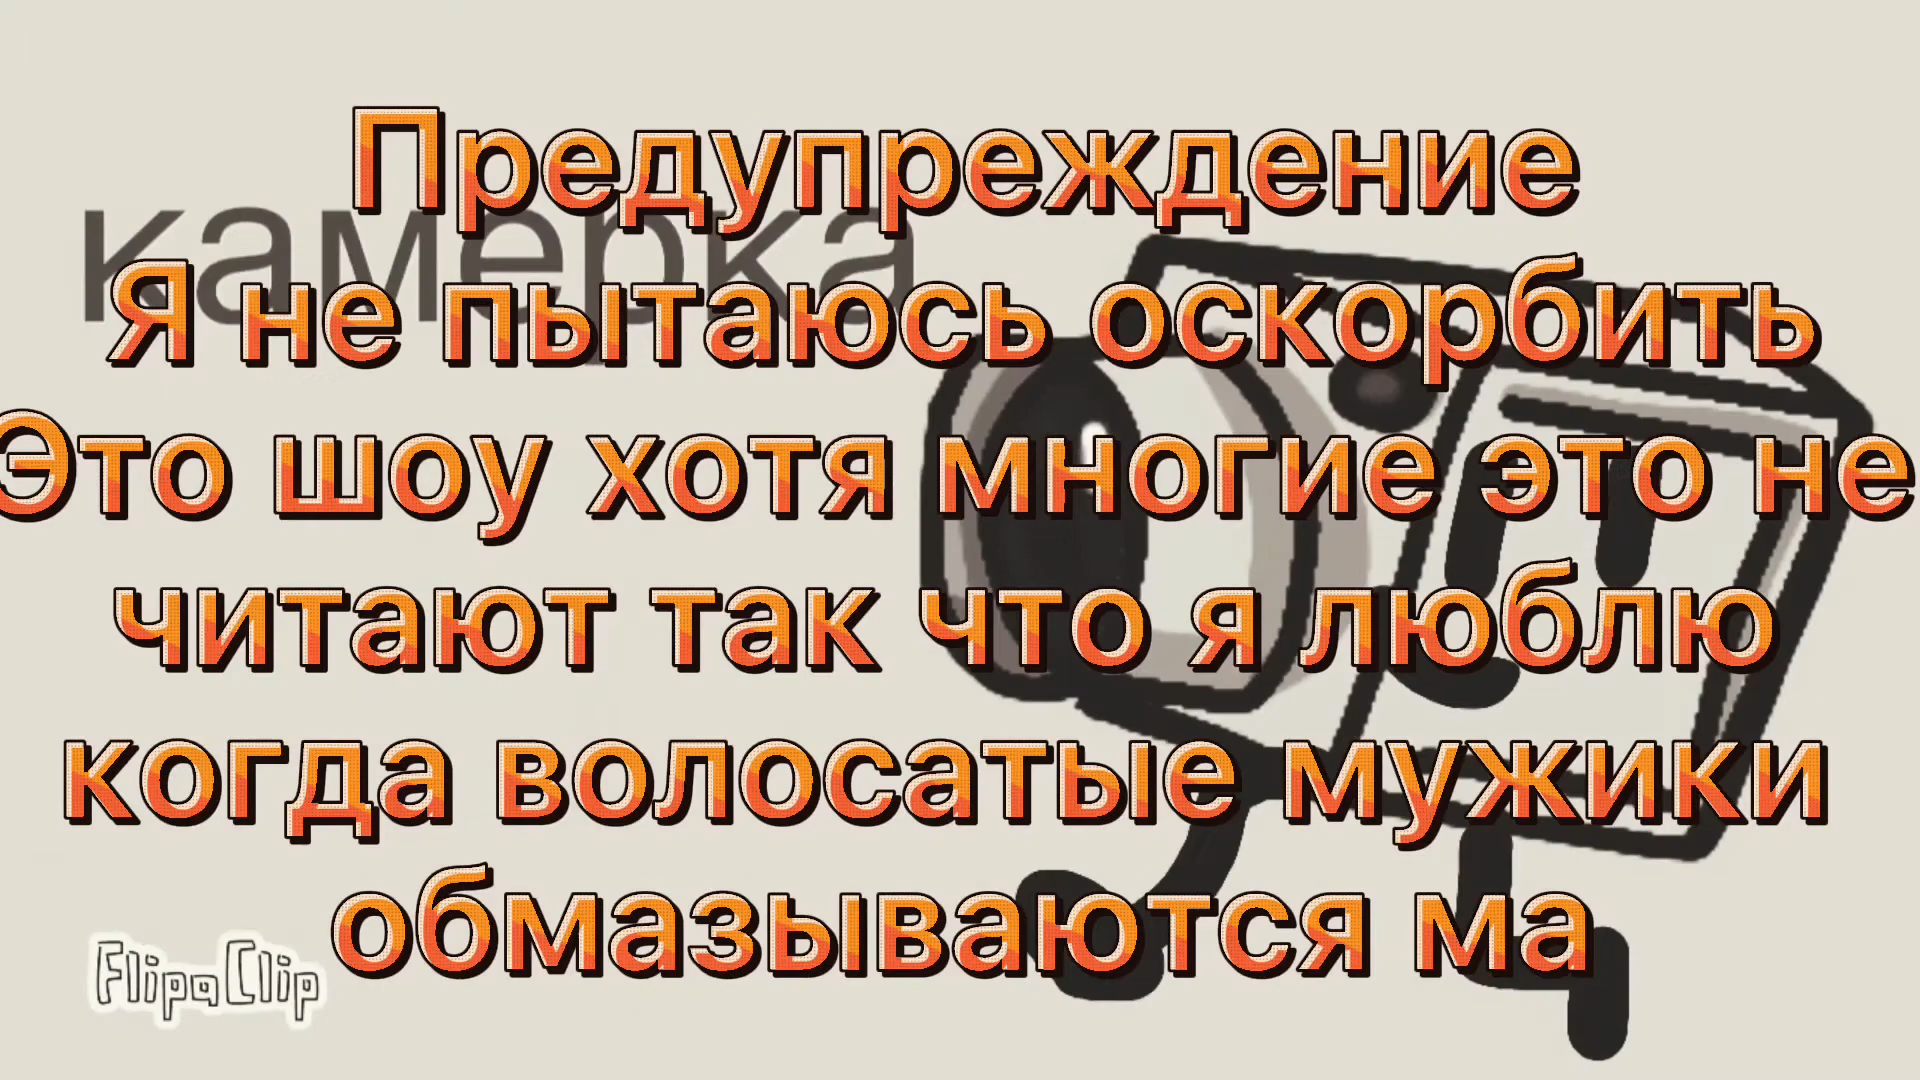 Предупреждение
камерка
Я не пытаюсь оскорбить
Это шоу хотя многие это не
читают так что я люблю
когда волосатые мужики
обмазываются ма
FlipaClip